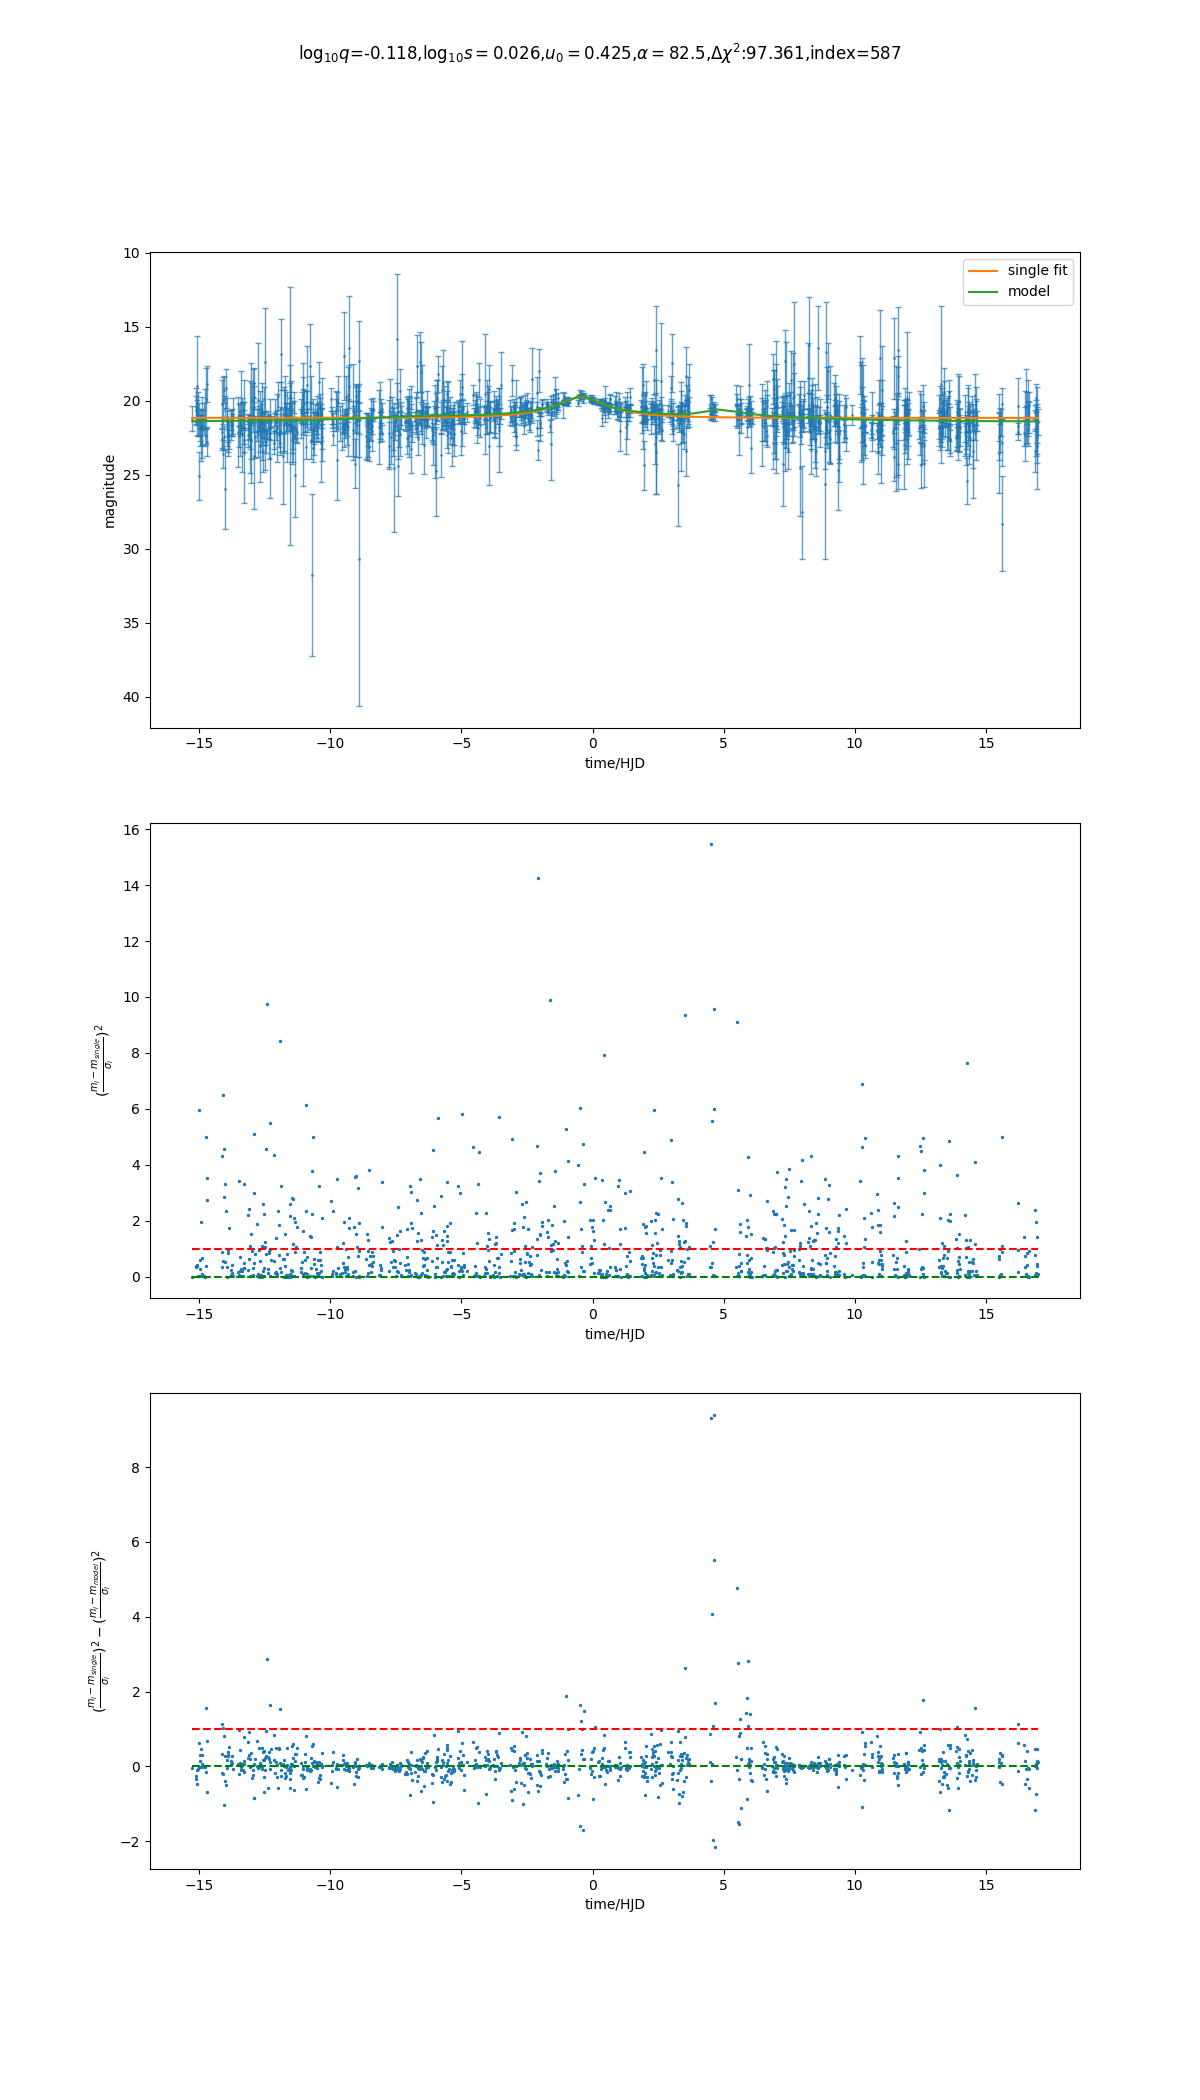 log₁₀q=-0.118,log₁₀s = 0.026,u₀ = 0.425,α = 82.5,Δχ²:97.361,index=587
10
15
20
25
30
35
40
magnitude
single fit
model
−15 −10 −5 0 5 10 15
time/HJD
16
14
12
10
8
6
4
2
0
((mᵢ − m_single)/σᵢ)²
−15 −10 −5 0 5 10 15
time/HJD
8
6
4
2
0
−2
((mᵢ − m_single)/σᵢ)² − ((mᵢ − m_model)/σᵢ)²
−15 −10 −5 0 5 10 15
time/HJD